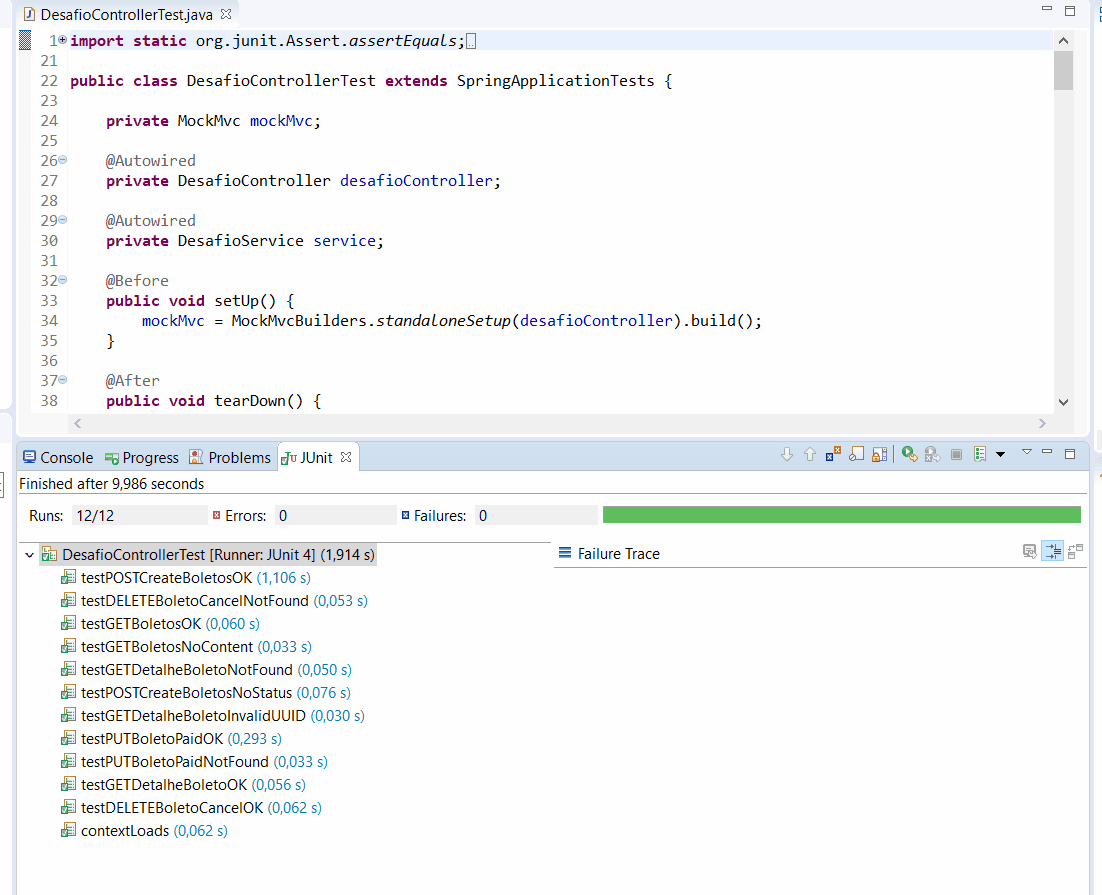 DesafioControllerTest.java
1 import static org.junit.Assert.assertEquals;
21
22 public class DesafioControllerTest extends SpringApplicationTests {
23
24 private MockMvc mockMvc;
25
26 @Autowired
27 private DesafioController desafioController;
28
29 @Autowired
30 private DesafioService service;
31
32 @Before
33 public void setUp() {
34 mockMvc = MockMvcBuilders.standaloneSetup(desafioController).build();
35 }
36
37 @After
38 public void tearDown() {
Console Progress Problems JUnit
Finished after 9,986 seconds
Runs: 12/12 Errors: 0 Failures: 0
DesafioControllerTest [Runner: JUnit 4] (1,914 s) Failure Trace
testPOSTCreateBoletosOK (1,106 s)
testDELETEBoletoCancelNotFound (0,053 s)
testGETBoletosOK (0,060 s)
testGETBoletosNoContent (0,033 s)
testGETDetalheBoletoNotFound (0,050 s)
testPOSTCreateBoletosNoStatus (0,076 s)
testGETDetalheBoletoInvalidUUID (0,030 s)
testPUTBoletoPaidOK (0,293 s)
testPUTBoletoPaidNotFound (0,033 s)
testGETDetalheBoletoOK (0,056 s)
testDELETEBoletoCancelOK (0,062 s)
contextLoads (0,062 s)